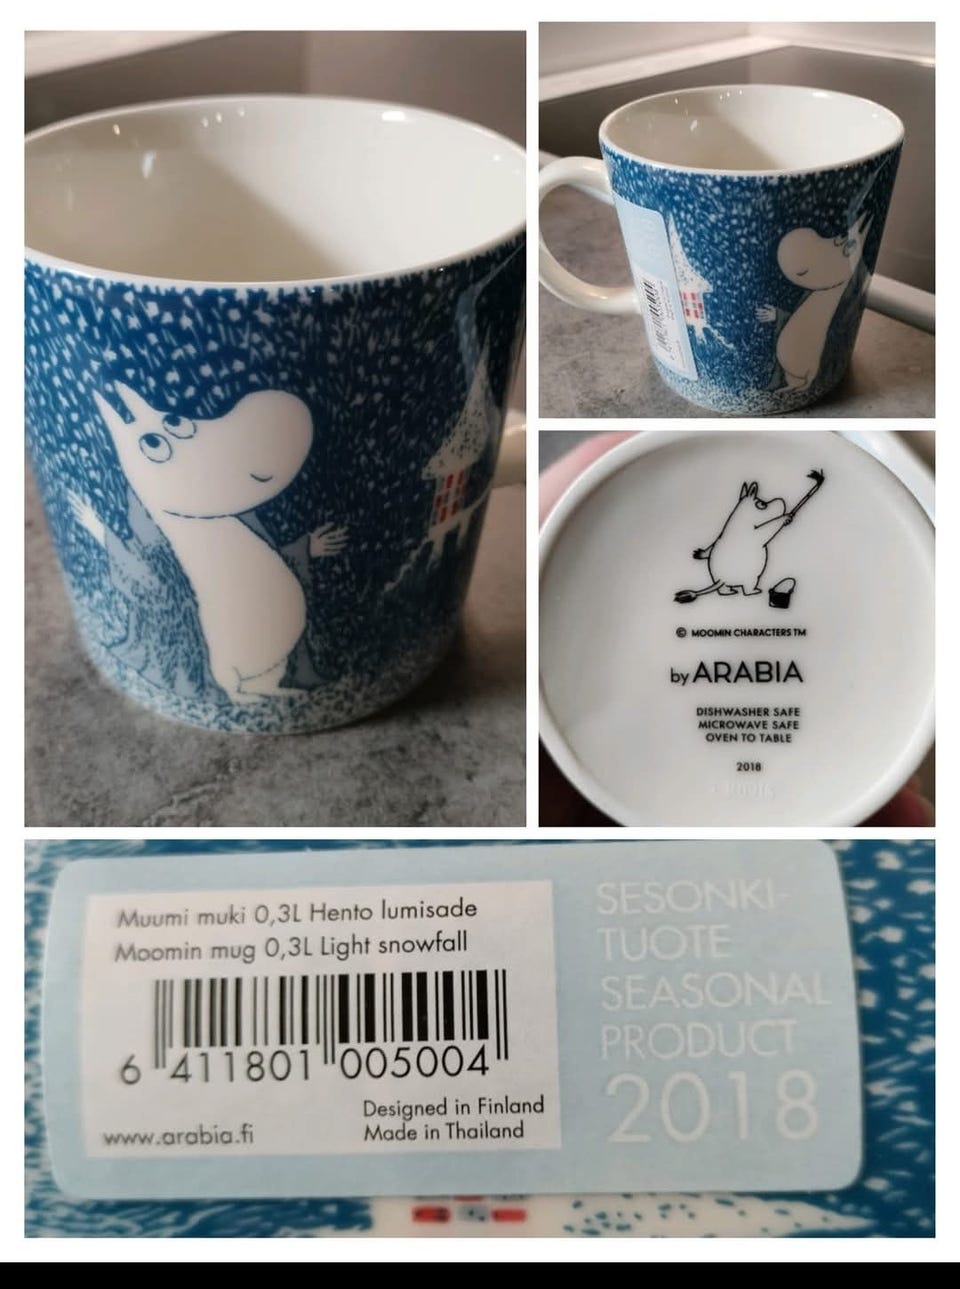 © MOOMIN CHARACTERS TM
by ARABIA
DISHWASHER SAFE
MICROWAVE SAFE
OVEN TO TABLE
2018
Muumi muki 0,3L Hento lumisade
Moomin mug 0,3L Light snowfall
6 411801 005004
Designed in Finland
www.arabia.fi Made in Thailand
SESONKI-
TUOTE
SEASONAL
PRODUCT
2018